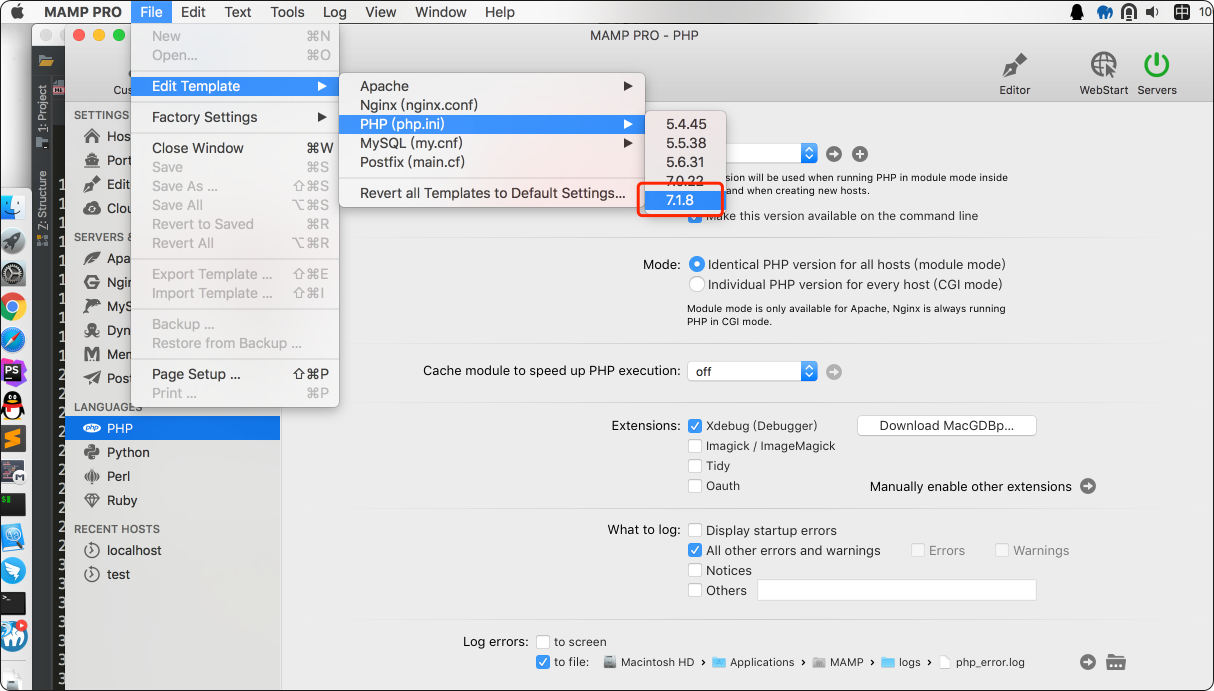 MAMP PRO File Edit Text Tools Log View Window Help 10
MAMP PRO - PHP
New ⌘N
Open... ⌘O
Edit Template
Factory Settings
Close Window ⌘W
Save ⌘S
Save As ... ⇧⌘S
Save All ⌥⌘S
Revert to Saved ⌘R
Revert All ⌥⌘R
Export Template ... ⇧⌘E
Import Template ... ⇧⌘I
Backup ...
Restore from Backup ...
Page Setup ... ⇧⌘P
Print ... ⌘P
Apache
Nginx (nginx.conf)
PHP (php.ini)
MySQL (my.cnf)
Postfix (main.cf)
Revert all Templates to Default Settings...
5.4.45
5.5.38
5.6.31
7.0.22
7.1.8
Editor
WebStart
Servers
1: Project
7: Structure
SETTINGS
Hos
Port
Edit
Clou
SERVERS &
Apa
Ngin
MyS
Dyn
Mem
Post
LANGUAGES
PHP
Python
Perl
Ruby
RECENT HOSTS
localhost
test
will be used when running PHP in module mode inside
and when creating new hosts.
Make this version available on the command line
Mode: Identical PHP version for all hosts (module mode)
Individual PHP version for every host (CGI mode)
Module mode is only available for Apache, Nginx is always running
PHP in CGI mode.
Cache module to speed up PHP execution: off
Extensions: Xdebug (Debugger) Download MacGDBp...
Imagick / ImageMagick
Tidy
Oauth Manually enable other extensions
What to log: Display startup errors
All other errors and warnings Errors Warnings
Notices
Others
Log errors: to screen
to file: Macintosh HD › Applications › MAMP › logs › php_error.log